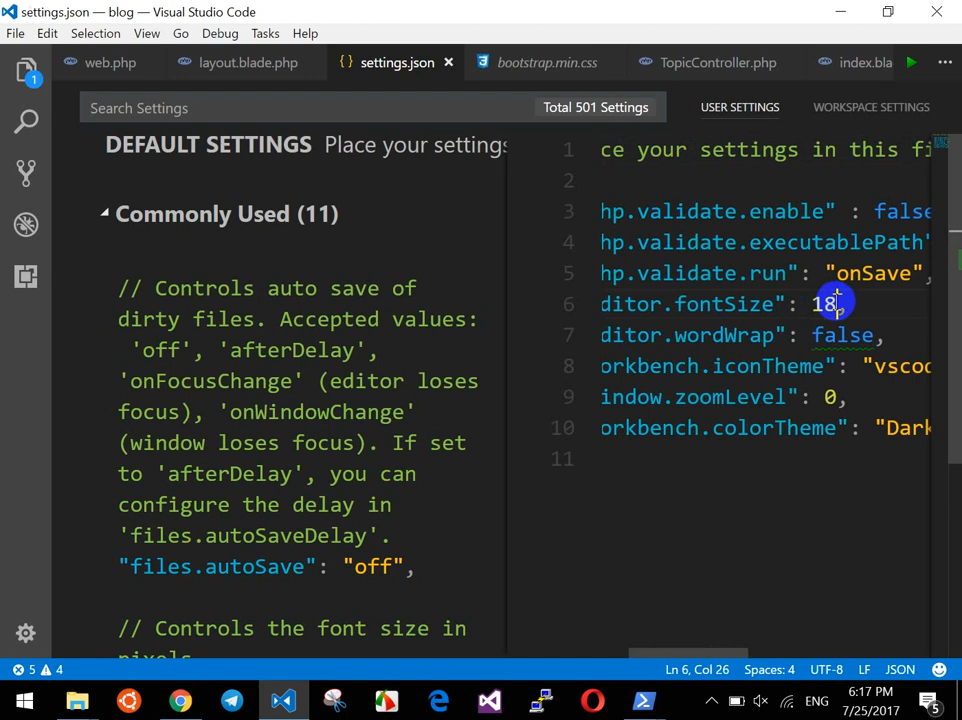 settings.json — blog — Visual Studio Code
File Edit Selection View Go Debug Tasks Help
web.php layout.blade.php { } settings.json bootstrap.min.css TopicController.php index.bla
1
Search Settings Total 501 Settings USER SETTINGS WORKSPACE SETTINGS
DEFAULT SETTINGS Place your settings
Commonly Used (11)
// Controls auto save of
dirty files. Accepted values:
'off', 'afterDelay',
'onFocusChange' (editor loses
focus), 'onWindowChange'
(window loses focus). If set
to 'afterDelay', you can
configure the delay in
'files.autoSaveDelay'.
"files.autoSave": "off",
// Controls the font size in
pixels
1 ce your settings in this fi
2
3 hp.validate.enable" : false
4 hp.validate.executablePath"
5 hp.validate.run": "onSave",
6 ditor.fontSize": 18,
7 ditor.wordWrap": false,
8 orkbench.iconTheme": "vscod
9 indow.zoomLevel": 0,
10 orkbench.colorTheme": "Dark
11
5 4 Ln 6, Col 26 Spaces: 4 UTF-8 LF JSON
ENG 6:17 PM
7/25/2017 5